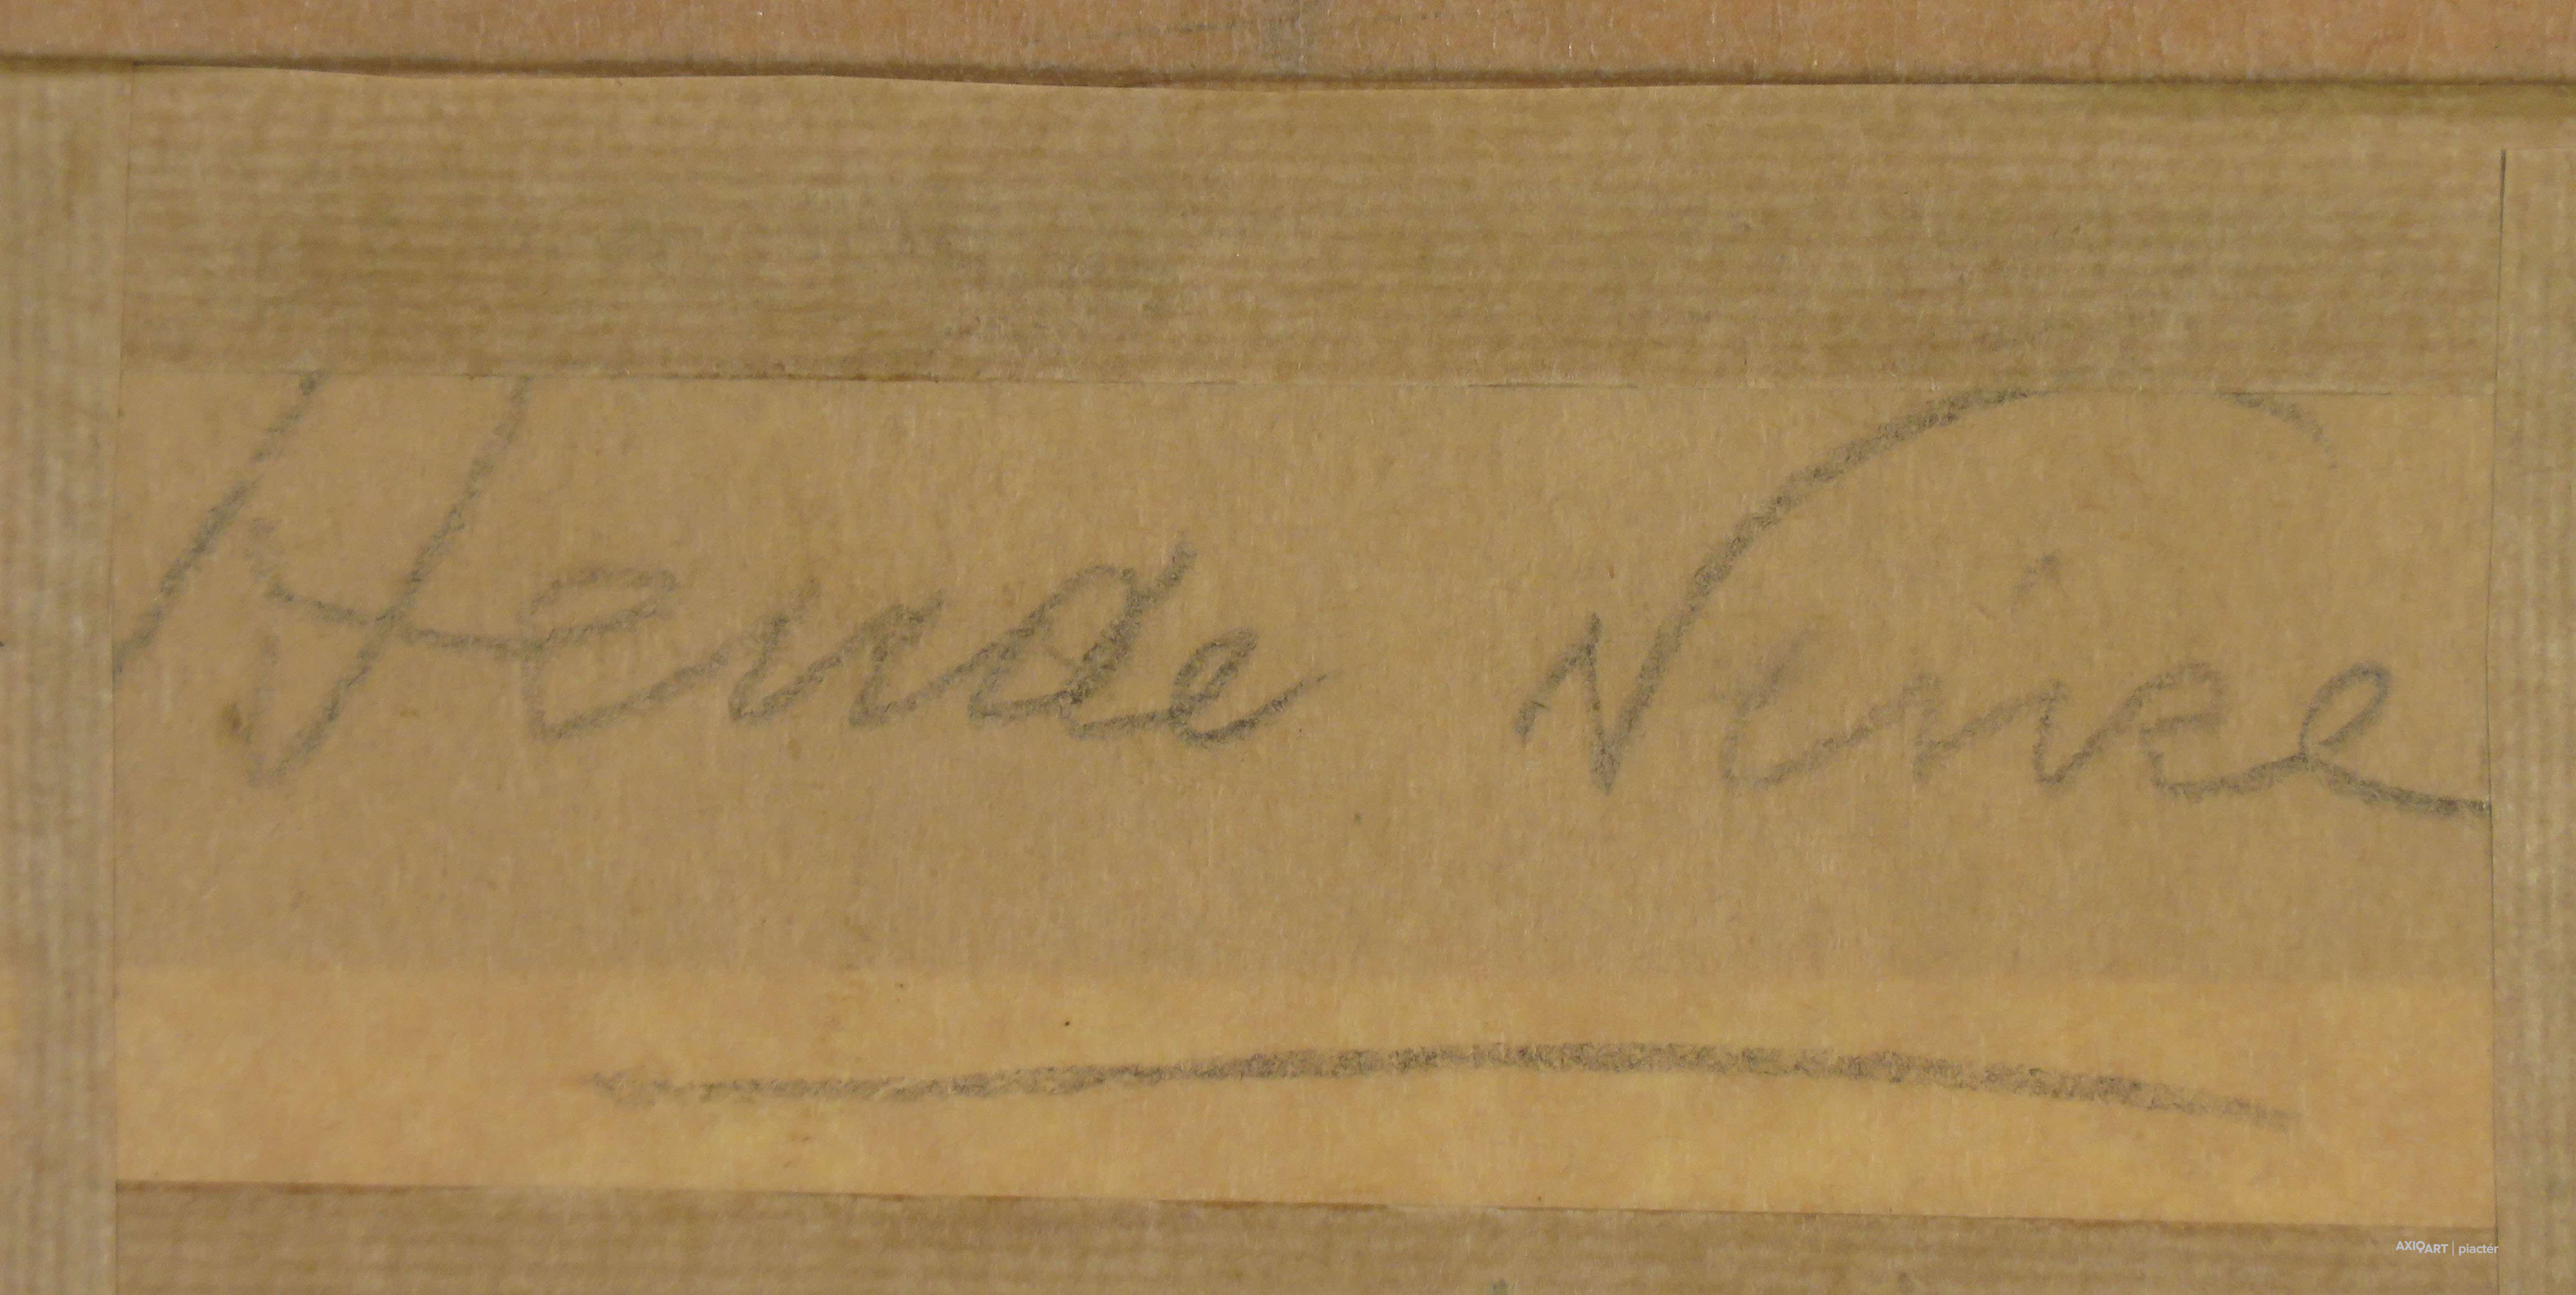 Hende Vince
AXIOART | piactér